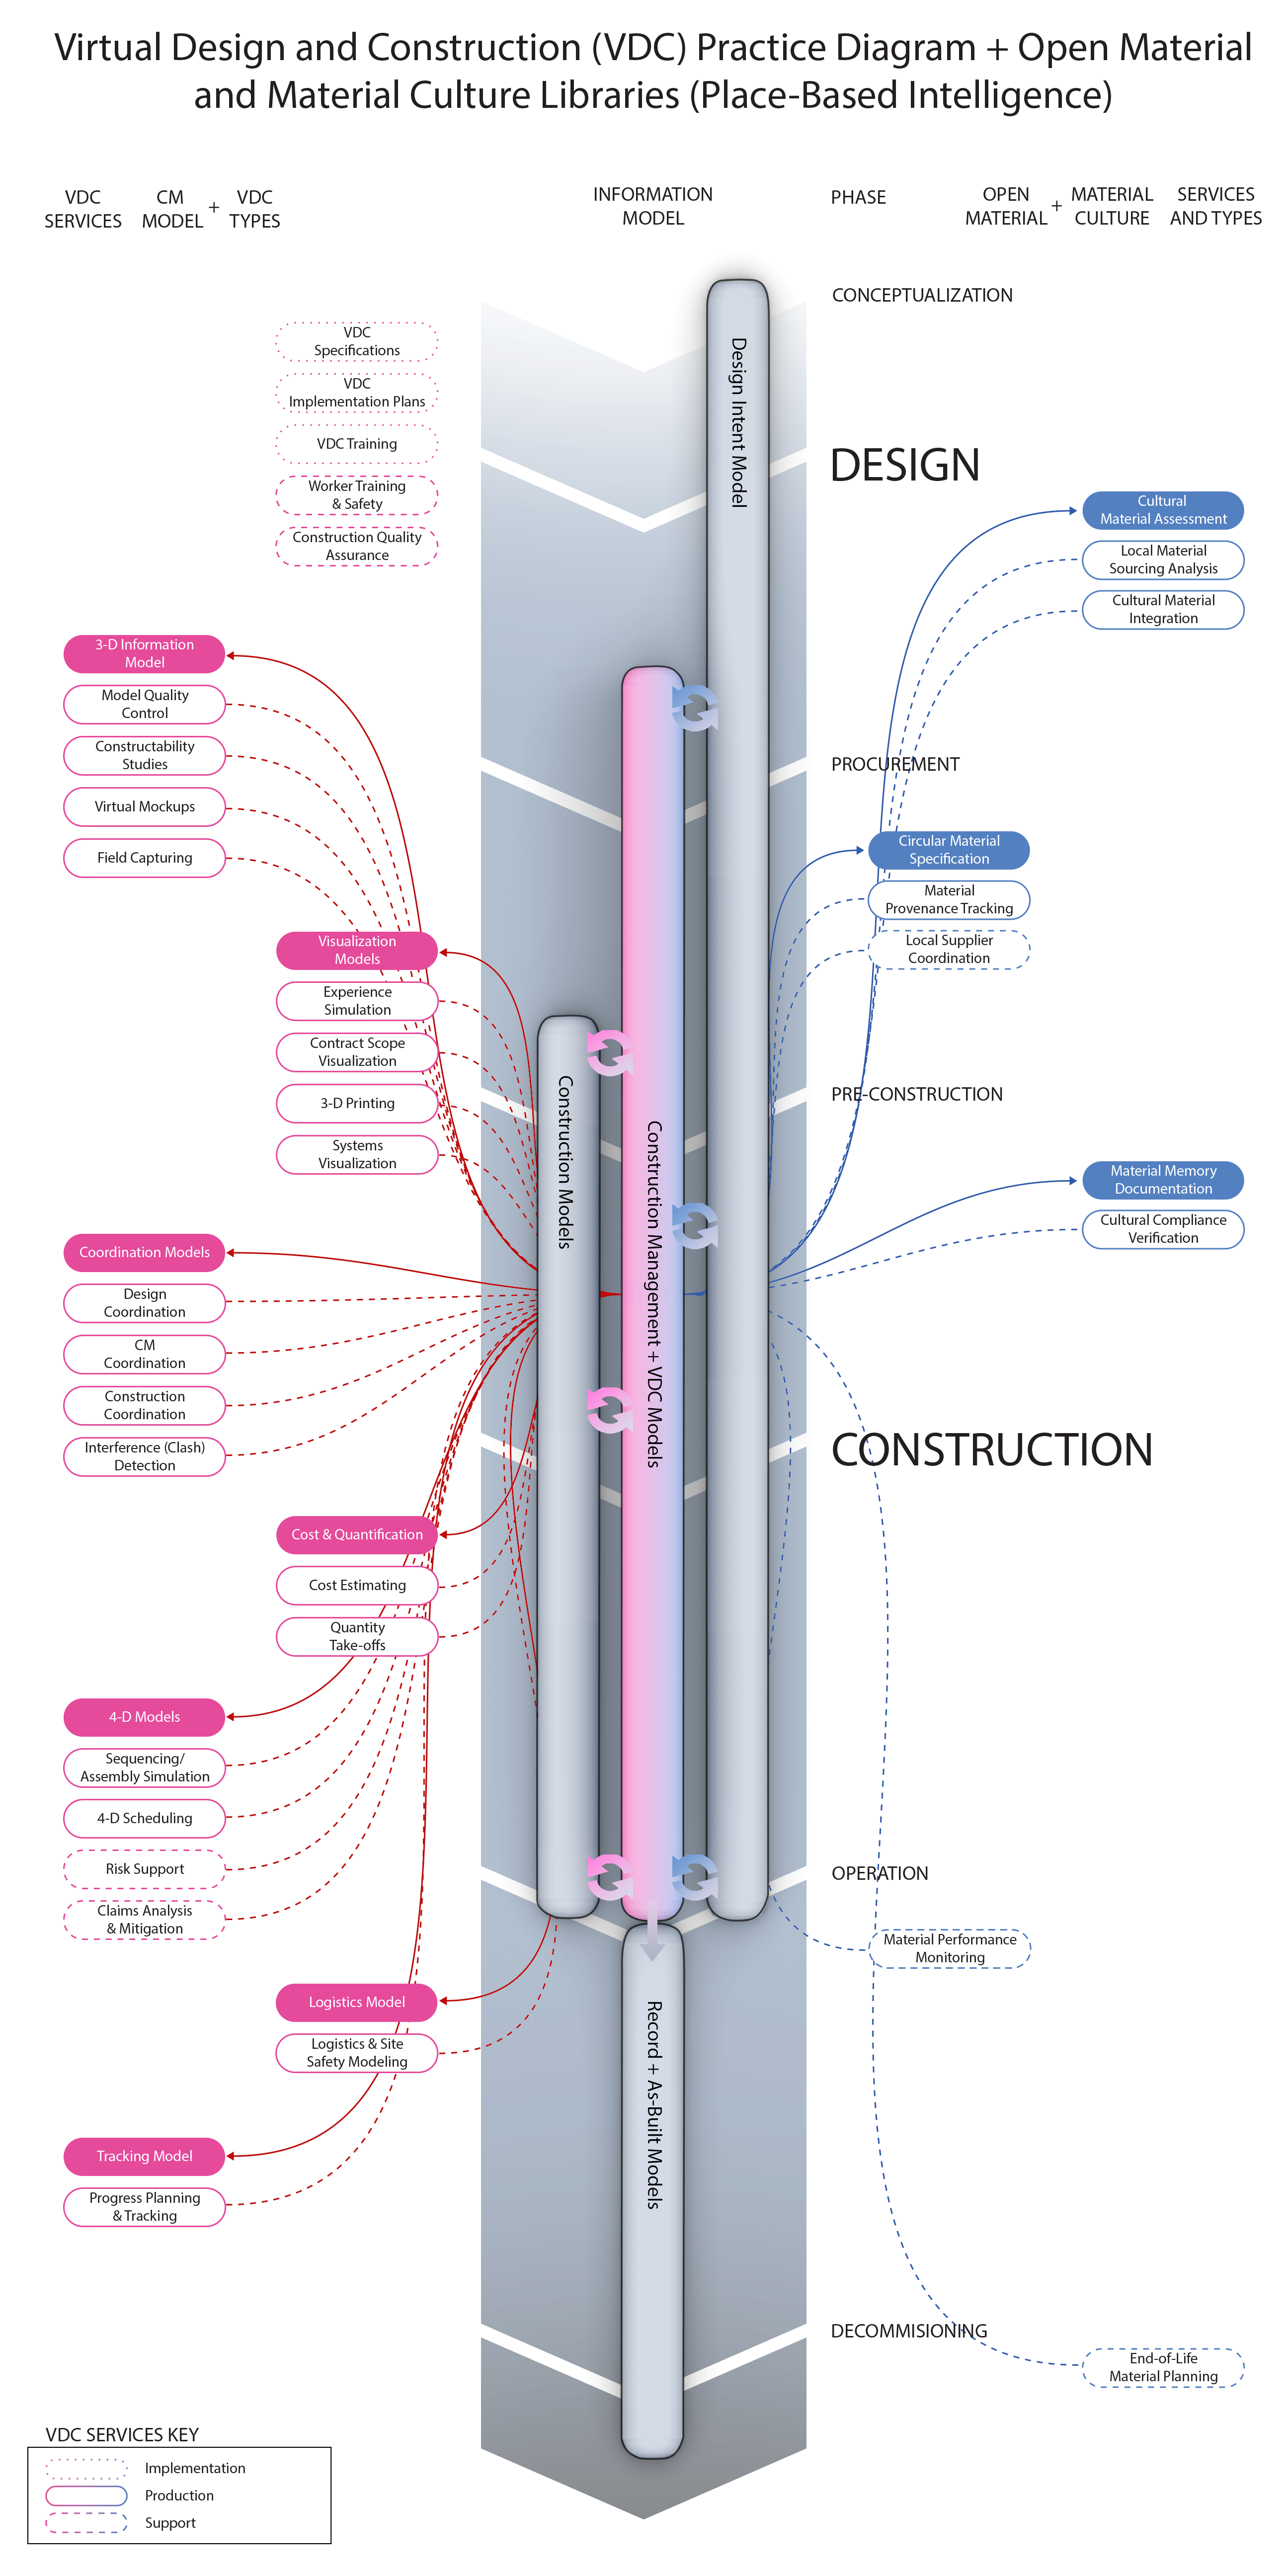 Virtual Design and Construction (VDC) Practice Diagram + Open Material
and Material Culture Libraries (Place-Based Intelligence)
VDC
SERVICES
CM
MODEL
+
VDC
TYPES
INFORMATION
MODEL
PHASE
OPEN
MATERIAL
+
MATERIAL
CULTURE
SERVICES
AND TYPES
CONCEPTUALIZATION
DESIGN
PROCUREMENT
PRE-CONSTRUCTION
CONSTRUCTION
OPERATION
DECOMMISIONING
VDC
Specifications
VDC
Implementation Plans
VDC Training
Worker Training
& Safety
Construction Quality
Assurance
3-D Information
Model
Model Quality
Control
Constructability
Studies
Virtual Mockups
Field Capturing
Visualization
Models
Experience
Simulation
Contract Scope
Visualization
3-D Printing
Systems
Visualization
Coordination Models
Design
Coordination
CM
Coordination
Construction
Coordination
Interference (Clash)
Detection
Cost & Quantification
Cost Estimating
Quantity
Take-offs
4-D Models
Sequencing/
Assembly Simulation
4-D Scheduling
Risk Support
Claims Analysis
& Mitigation
Logistics Model
Logistics & Site
Safety Modeling
Tracking Model
Progress Planning
& Tracking
Design Intent Model
Construction Models
Construction Management + VDC Models
Record + As-Built Models
Cultural
Material Assessment
Local Material
Sourcing Analysis
Cultural Material
Integration
Circular Material
Specification
Material
Provenance Tracking
Local Supplier
Coordination
Material Memory
Documentation
Cultural Compliance
Verification
Material Performance
Monitoring
End-of-Life
Material Planning
VDC SERVICES KEY
Implementation
Production
Support